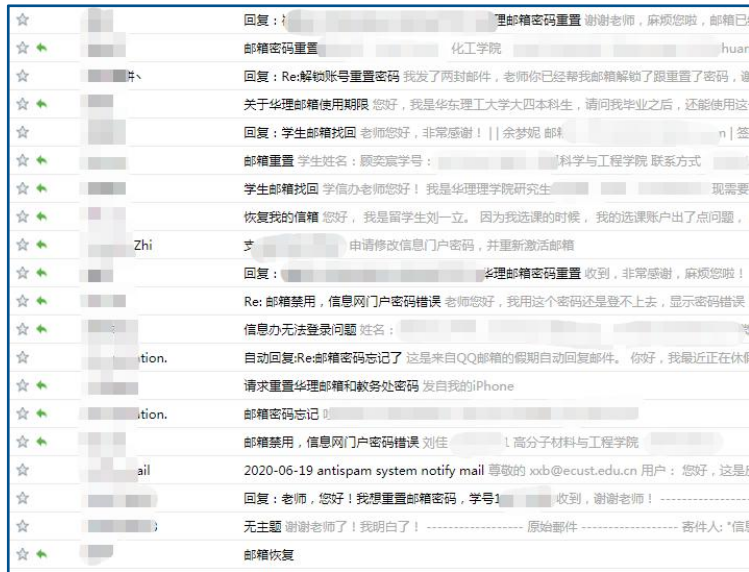 回复： 理邮箱密码重置 谢谢老师，麻烦您啦，邮箱已
邮箱密码重置 化工学院 huan
回复：Re:解锁账号重置密码 我发了两封邮件，老师你已经帮我邮箱解锁了跟重置了密码，谢
关于华理邮箱使用期限 您好，我是华东理工大学大四本科生，请问我毕业之后，还能使用这
回复：学生邮箱找回 老师您好，非常感谢！ | | 余梦妮 邮 n | 签
邮箱重置 学生姓名：顾奕宸学号： 科学与工程学院 联系方式
学生邮箱找回 学信办老师您好！ 我是华理理学院研究生 现需要
恢复我的信箱 您好， 我是留学生刘一立。 因为我选课的时候， 我的选课账户出了点问题，
Zhi 支 申请修改信息门户密码，并重新激活邮箱
回复： 华理邮箱密码重置 收到，非常感谢，麻烦您啦！
Re: 邮箱禁用，信息网门户密码错误 老师您好，我用这个密码还是登不上去，显示密码错误
信息办无法登录问题 姓名：
tion. 自动回复:Re:邮箱密码忘记了 这是来自QQ邮箱的假期自动回复邮件。 你好，我最近正在休假
请求重置华理邮箱和教务处密码 发自我的iPhone
ation. 邮箱密码忘记
邮箱禁用，信息网门户密码错误 刘佳 1 高分子材料与工程学院
ail 2020-06-19 antispam system notify mail 尊敬的 xxb@ecust.edu.cn 用户： 您好，这是
回复：老师，您好！我想重置邮箱密码，学号1 收到，谢谢老师！ ----------------
3 无主题 谢谢老师了！我明白了！ ------------------ 原始邮件 ------------------ 寄件人: "信息
邮箱恢复